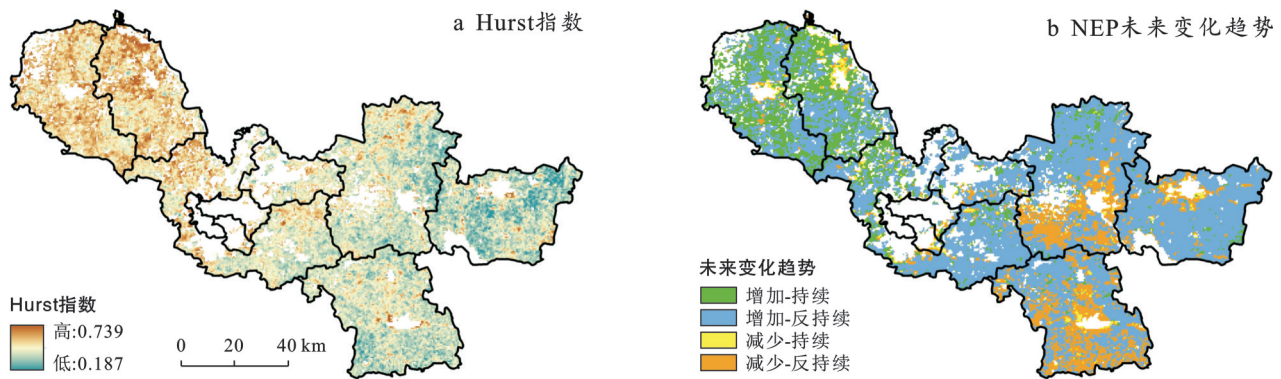 a Hurst指数
Hurst指数
高:0.739
低:0.187
0 20 40 km
b NEP未来变化趋势
未来变化趋势
增加-持续
增加-反持续
减少-持续
减少-反持续